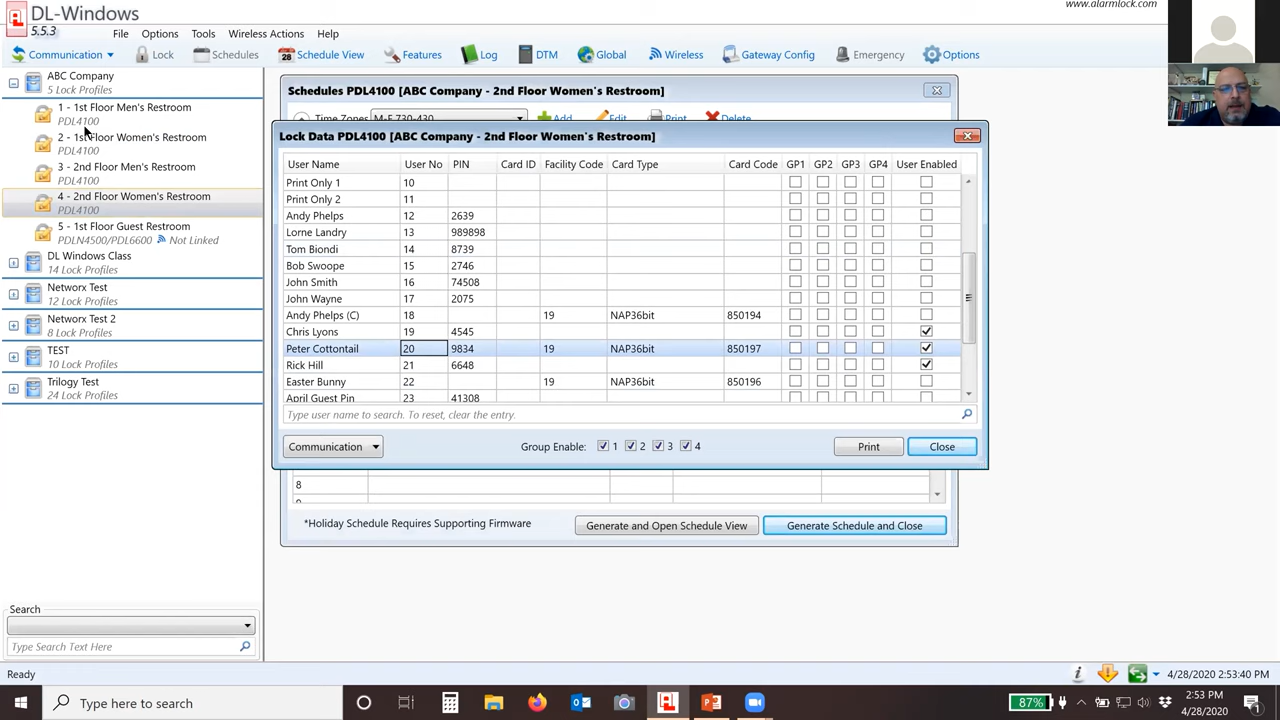 DL-Windows
www.alarmlock.com
5.5.3
File Options Tools Wireless Actions Help
Communication Lock Schedules 28 Schedule View Features Log DTM Global Wireless Gateway Config Emergency Options
ABC Company
5 Lock Profiles
1 - 1st Floor Men's Restroom
PDL4100
2 - 1st Floor Women's Restroom
PDL4100
3 - 2nd Floor Men's Restroom
PDL4100
4 - 2nd Floor Women's Restroom
PDL4100
5 - 1st Floor Guest Restroom
PDLN4500/PDL6600 Not Linked
DL Windows Class
14 Lock Profiles
Networx Test
12 Lock Profiles
Networx Test 2
8 Lock Profiles
TEST
10 Lock Profiles
Trilogy Test
24 Lock Profiles
Search
Type Search Text Here
Schedules PDL4100 [ABC Company - 2nd Floor Women's Restroom]
Time Zones M-F 730-430 Add Edit Print Delete
Lock Data PDL4100 [ABC Company - 2nd Floor Women's Restroom]
User Name User No PIN Card ID Facility Code Card Type Card Code GP1 GP2 GP3 GP4 User Enabled
Print Only 1 10
Print Only 2 11
Andy Phelps 12 2639
Lorne Landry 13 989898
Tom Biondi 14 8739
Bob Swoope 15 2746
John Smith 16 74508
John Wayne 17 2075
Andy Phelps (C) 18 19 NAP36bit 850194
Chris Lyons 19 4545
Peter Cottontail 20 9834 19 NAP36bit 850197
Rick Hill 21 6648
Easter Bunny 22 19 NAP36bit 850196
April Guest Pin 23 41308
Type user name to search. To reset, clear the entry.
Communication Group Enable: 1 2 3 4 Print Close
8
*Holiday Schedule Requires Supporting Firmware Generate and Open Schedule View Generate Schedule and Close
Ready 4/28/2020 2:53:40 PM
Type here to search
87% 2:53 PM
4/28/2020 1